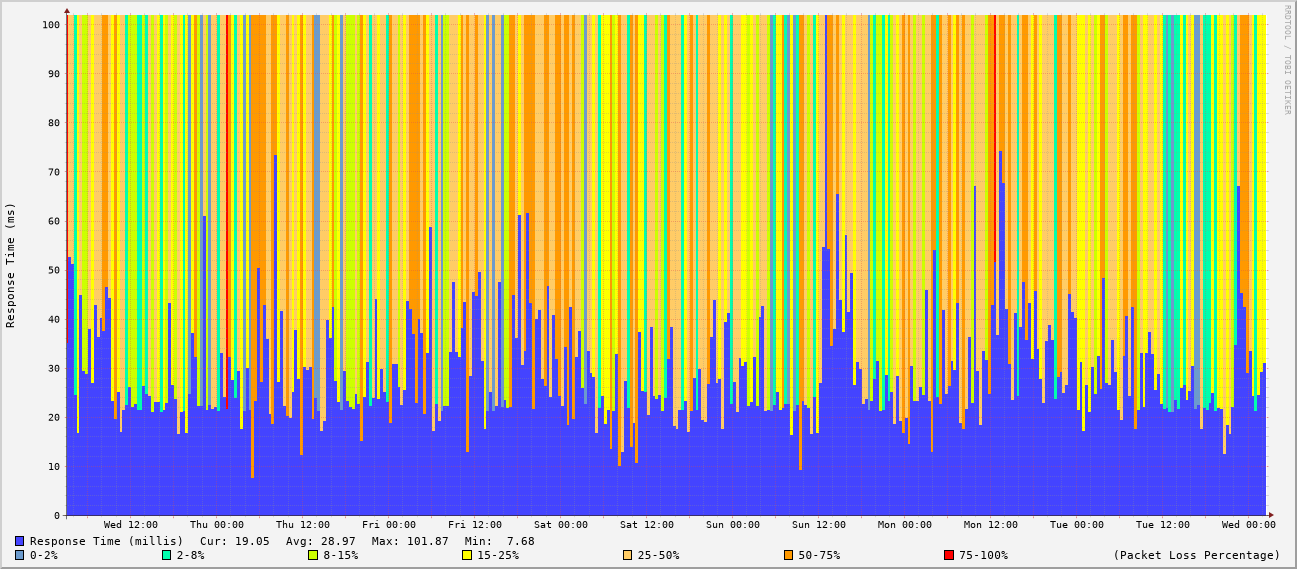 RRDTOOL / TOBI OETIKER
Response Time (ms)
100
90
80
70
60
50
40
30
20
10
0
Wed 12:00 Thu 00:00 Thu 12:00 Fri 00:00 Fri 12:00 Sat 00:00 Sat 12:00 Sun 00:00 Sun 12:00 Mon 00:00 Mon 12:00 Tue 00:00 Tue 12:00 Wed 00:00
Response Time (millis) Cur: 19.05 Avg: 28.97 Max: 101.87 Min: 7.68
0-2% 2-8% 8-15% 15-25% 25-50% 50-75% 75-100% (Packet Loss Percentage)